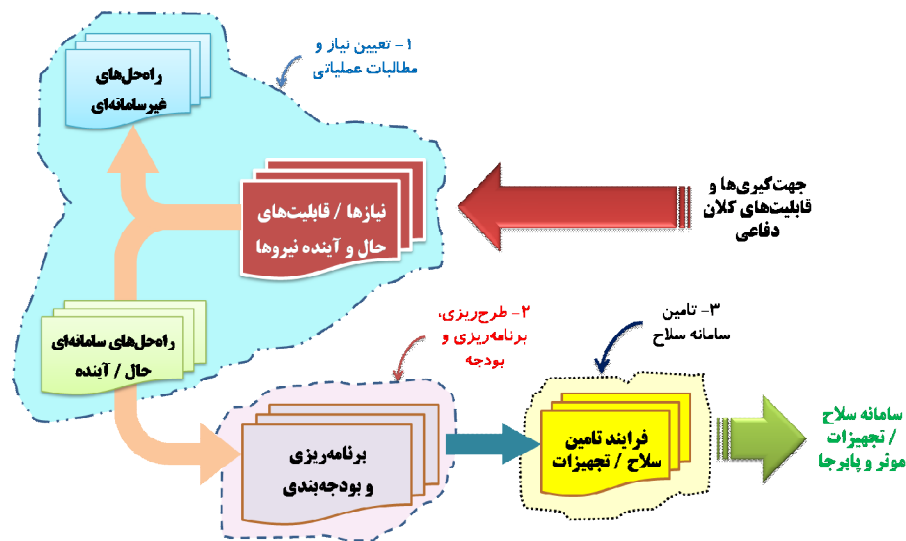 ۱- تعیین نیاز و
مطالبات عملیاتی
راه‌حل‌های
غیرسامانه‌ای
جهت‌گیری‌ها و
قابلیت‌های کلان
دفاعی
نیازها / قابلیت‌های
حال و آینده نیروها
راه‌حل‌های سامانه‌ای
حال / آینده
۲- طرح‌ریزی،
برنامه‌ریزی و
بودجه
۳- تامین
سامانه سلاح
برنامه‌ریزی
و بودجه‌بندی
فرایند تامین
سلاح / تجهیزات
سامانه سلاح
/ تجهیزات
موثر و پابرجا